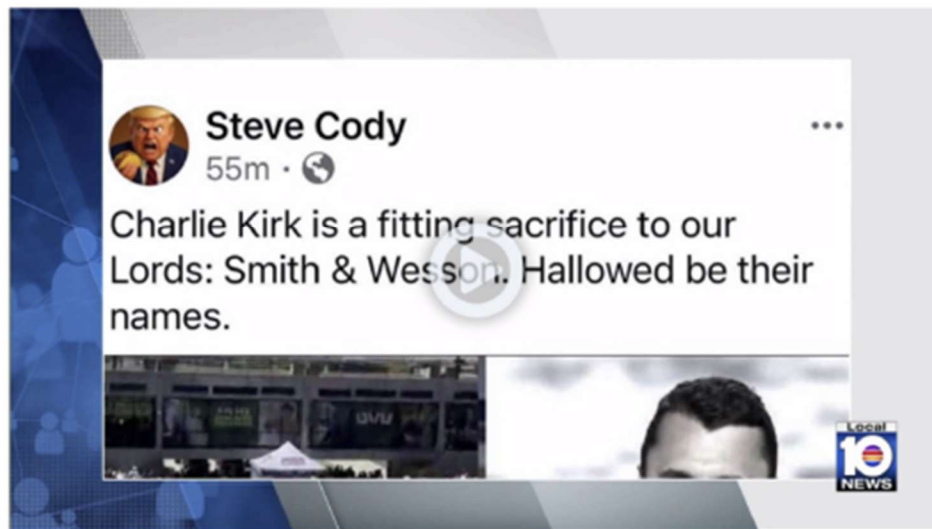 Steve Cody
55m ·
Charlie Kirk is a fitting sacrifice to our
Lords: Smith & Wesson. Hallowed be their
names.
UVU
Local
10
NEWS